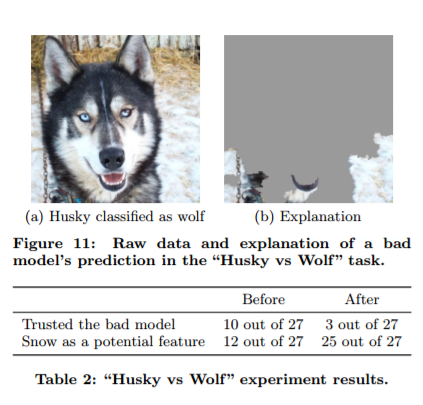 (a) Husky classified as wolf
(b) Explanation
Figure 11: Raw data and explanation of a bad
model's prediction in the “Husky vs Wolf” task.
Before After
Trusted the bad model 10 out of 27 3 out of 27
Snow as a potential feature 12 out of 27 25 out of 27
Table 2: “Husky vs Wolf” experiment results.